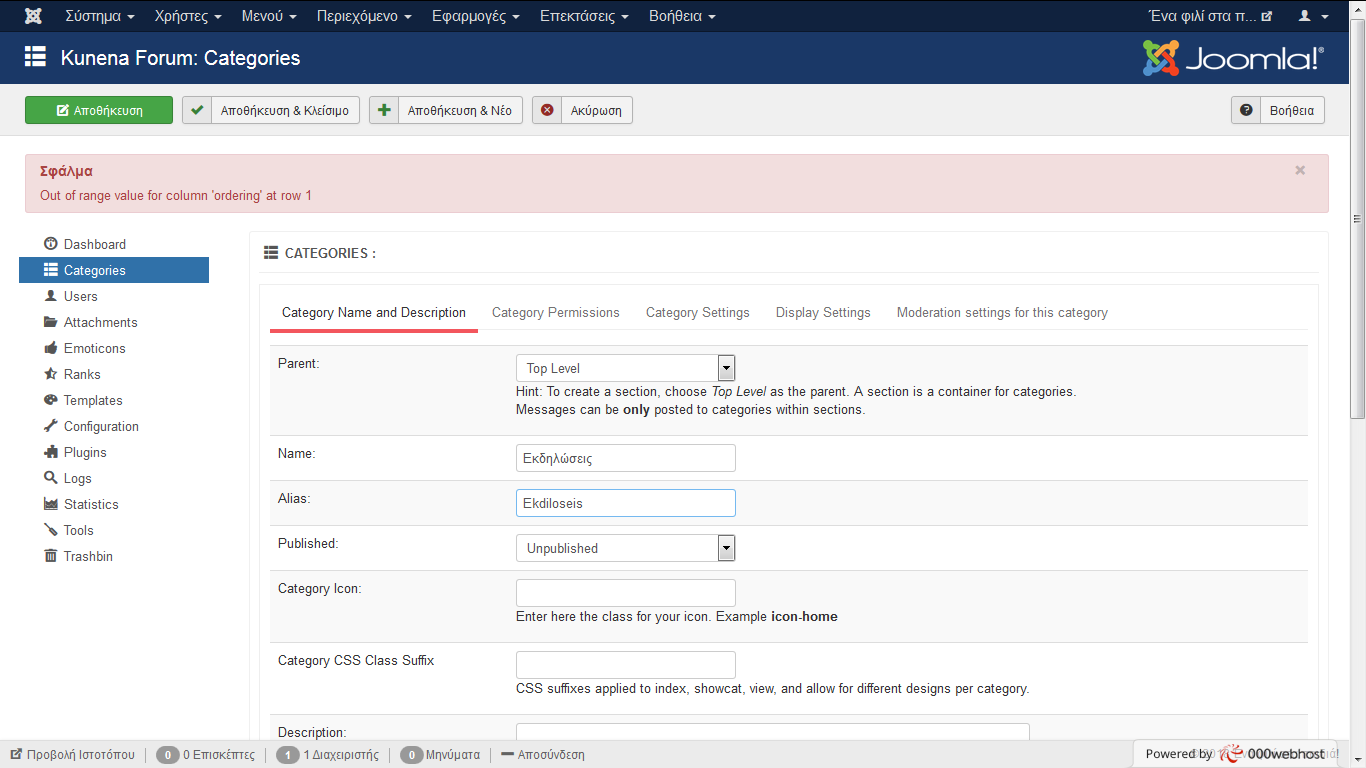 Σύστημα Χρήστες Μενού Περιεχόμενο Εφαρμογές Επεκτάσεις Βοήθεια Ένα φιλί στα π...
Kunena Forum: Categories Joomla!®
Αποθήκευση Αποθήκευση & Κλείσιμο Αποθήκευση & Νέο Ακύρωση Βοήθεια
Σφάλμα
Out of range value for column 'ordering' at row 1
Dashboard
Categories
Users
Attachments
Emoticons
Ranks
Templates
Configuration
Plugins
Logs
Statistics
Tools
Trashbin
CATEGORIES :
Category Name and Description Category Permissions Category Settings Display Settings Moderation settings for this category
Parent: Top Level
Hint: To create a section, choose Top Level as the parent. A section is a container for categories.
Messages can be only posted to categories within sections.
Name: Εκδηλώσεις
Alias: Ekdiloseis
Published: Unpublished
Category Icon:
Enter here the class for your icon. Example icon-home
Category CSS Class Suffix
CSS suffixes applied to index, showcat, view, and allow for different designs per category.
Description:
Προβολή Ιστοτόπου 0 0 Επισκέπτες 1 1 Διαχειριστής 0 Μηνύματα Αποσύνδεση Powered by 000webhost